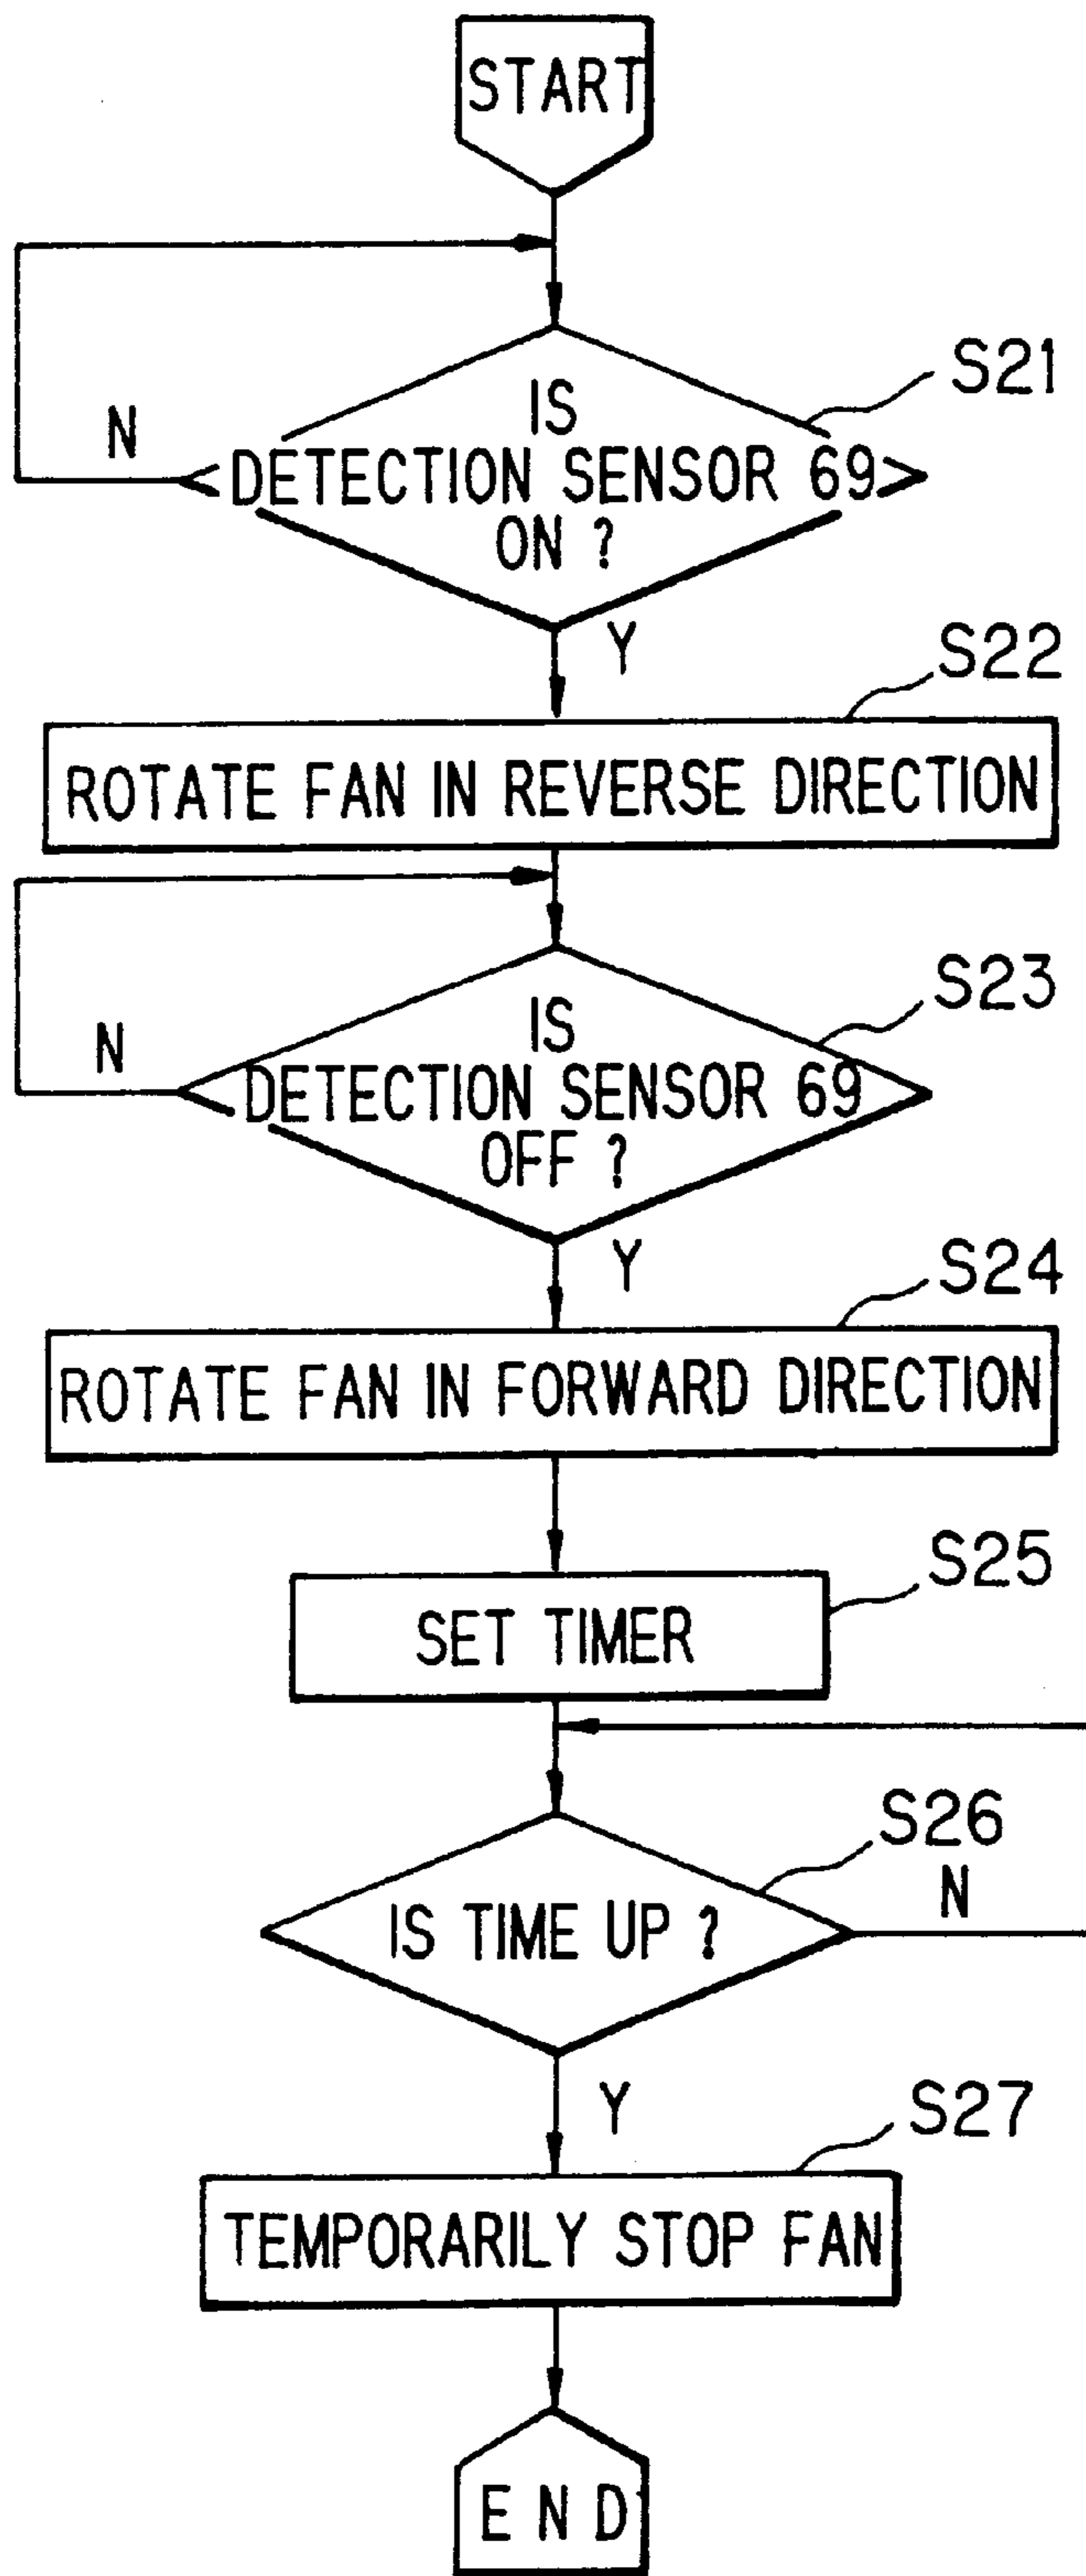 START
S21
IS
DETECTION SENSOR 69
ON ?
N
Y
S22
ROTATE FAN IN REVERSE DIRECTION
S23
IS
DETECTION SENSOR 69
OFF ?
N
Y
S24
ROTATE FAN IN FORWARD DIRECTION
S25
SET TIMER
S26
IS TIME UP ?
N
Y
S27
TEMPORARILY STOP FAN
END